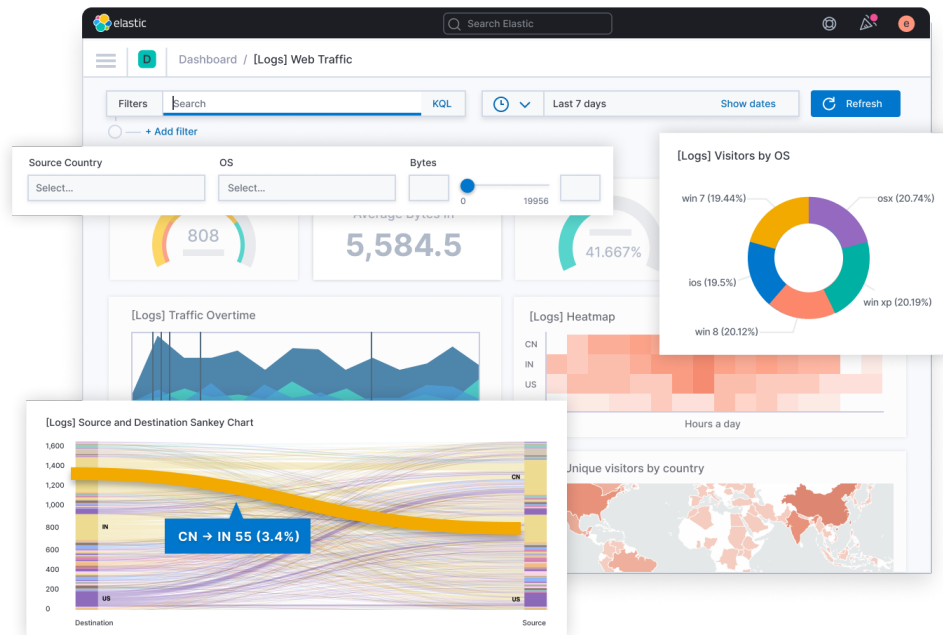 elastic
Search Elastic
e
D
Dashboard / [Logs] Web Traffic
Filters
Search
KQL
Last 7 days
Show dates
Refresh
+ Add filter
Source Country
OS
Bytes
Select...
Select...
0
19956
[Logs] Visitors by OS
win 7 (19.44%)
osx (20.74%)
ios (19.5%)
win xp (20.19%)
win 8 (20.12%)
808
Average Bytes In
5,584.5
41.667%
[Logs] Traffic Overtime
[Logs] Heatmap
CN
IN
US
Hours a day
[Logs] Source and Destination Sankey Chart
1,600
1,400
1,200
1,000
800
600
400
200
0
CN
IN
US
US
CN → IN 55 (3.4%)
Destination
Source
Unique visitors by country